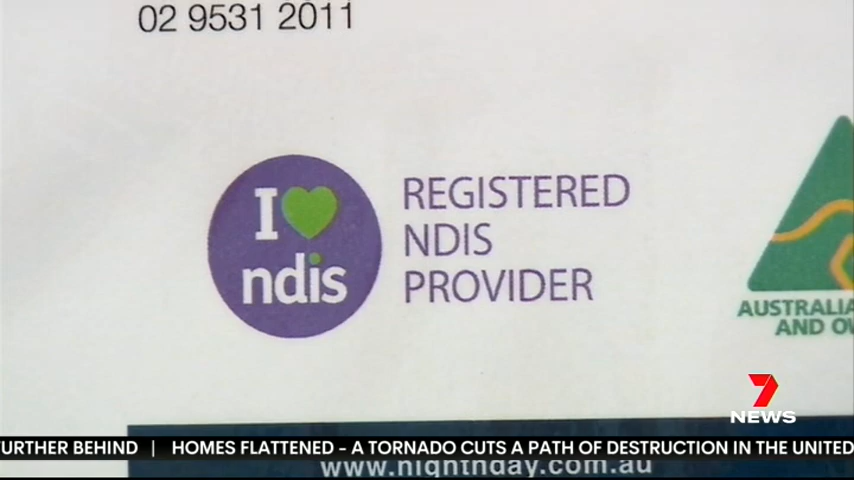 02 9531 2011
I
ndis
REGISTERED
NDIS
PROVIDER
AUSTRALIA
AND OW
7
NEWS
FURTHER BEHIND | HOMES FLATTENED - A TORNADO CUTS A PATH OF DESTRUCTION IN THE UNITED
www.nightnday.com.au